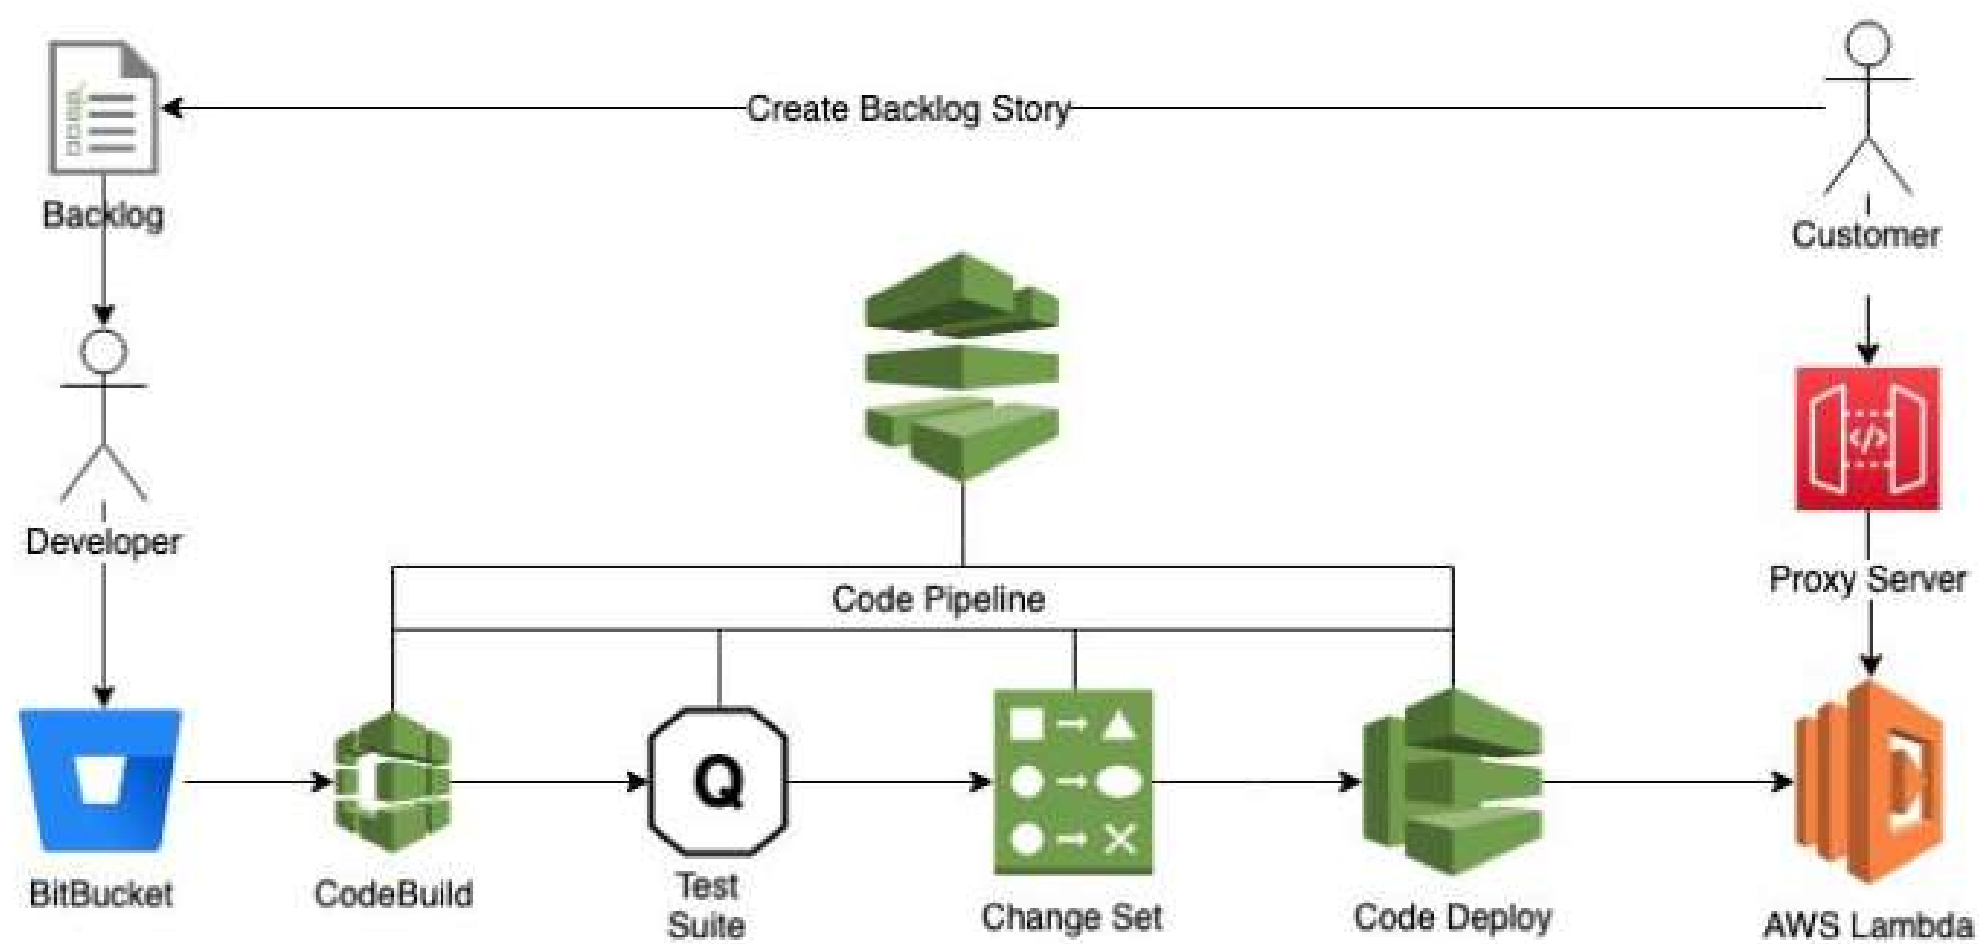 Create Backlog Story
Backlog
Customer
Developer
Code Pipeline
Proxy Server
</>
Q
BitBucket
CodeBuild
Test
Suite
Change Set
Code Deploy
AWS Lambda